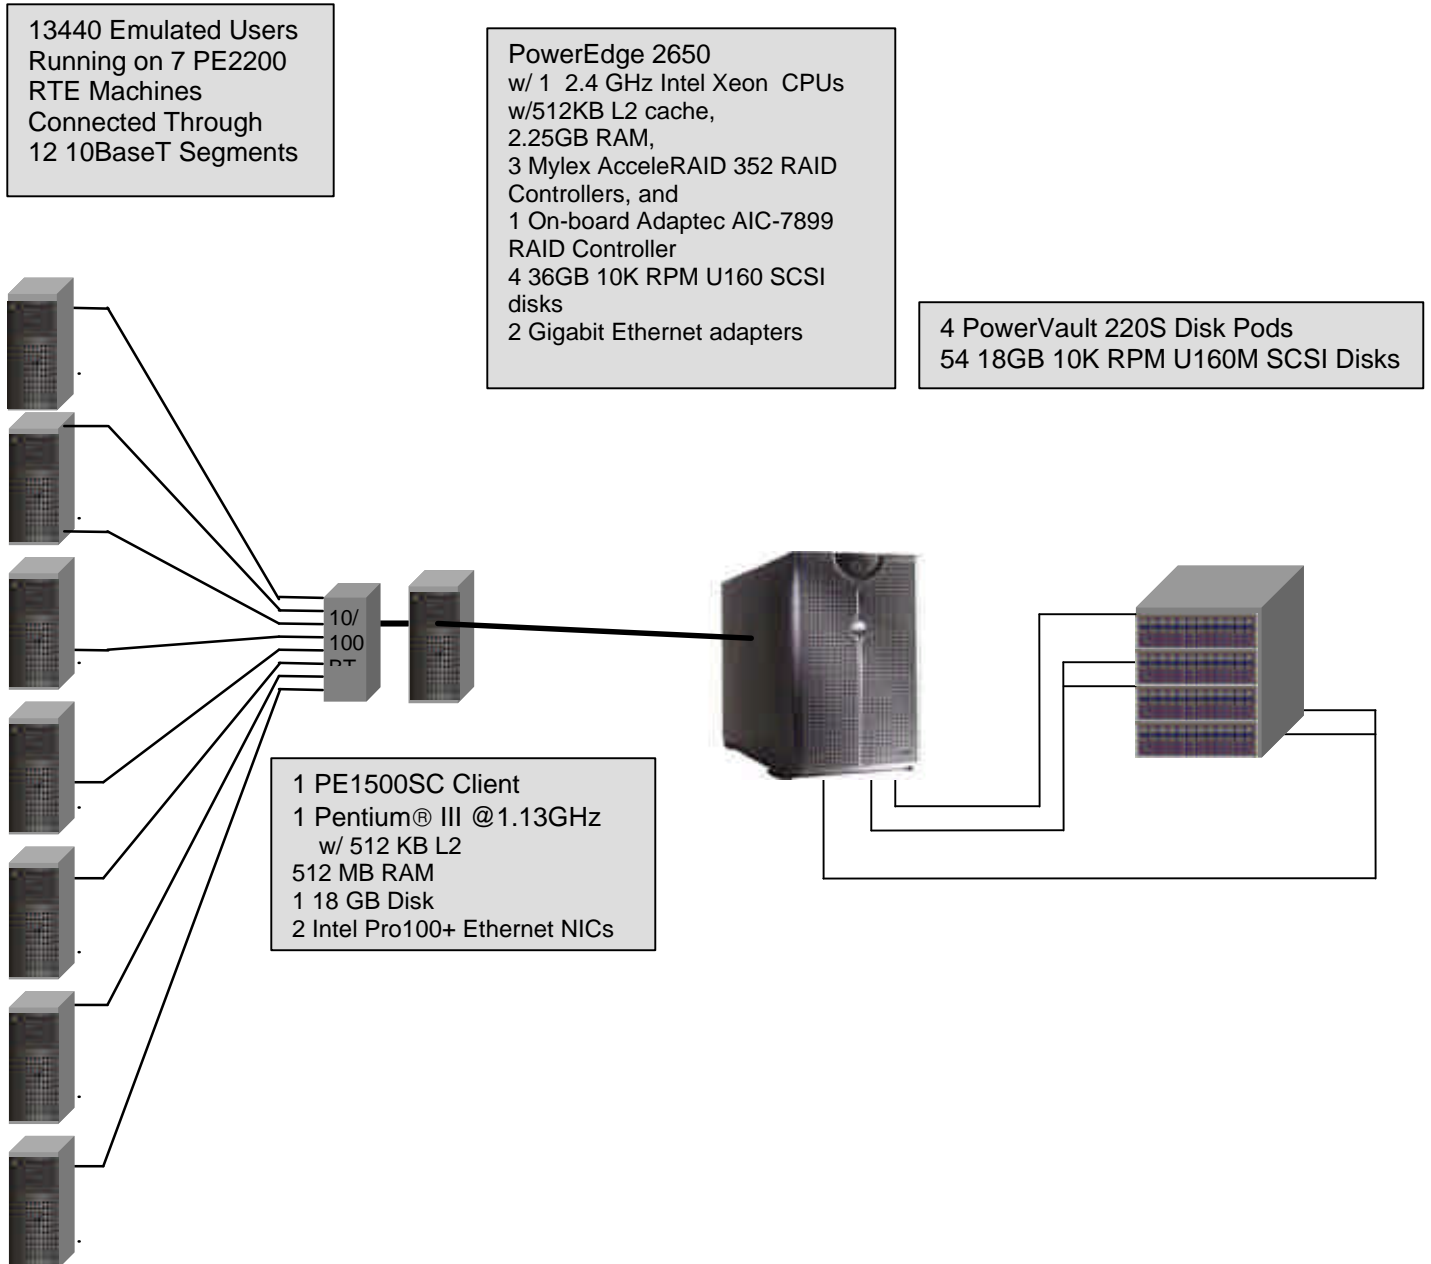 13440 Emulated Users
Running on 7 PE2200
RTE Machines
Connected Through
12 10BaseT Segments
PowerEdge 2650
w/ 1 2.4 GHz Intel Xeon CPUs
w/512KB L2 cache,
2.25GB RAM,
3 Mylex AcceleRAID 352 RAID
Controllers, and
1 On-board Adaptec AIC-7899
RAID Controller
4 36GB 10K RPM U160 SCSI
disks
2 Gigabit Ethernet adapters
4 PowerVault 220S Disk Pods
54 18GB 10K RPM U160M SCSI Disks
10/
100
1 PE1500SC Client
1 Pentium® III @1.13GHz
w/ 512 KB L2
512 MB RAM
1 18 GB Disk
2 Intel Pro100+ Ethernet NICs